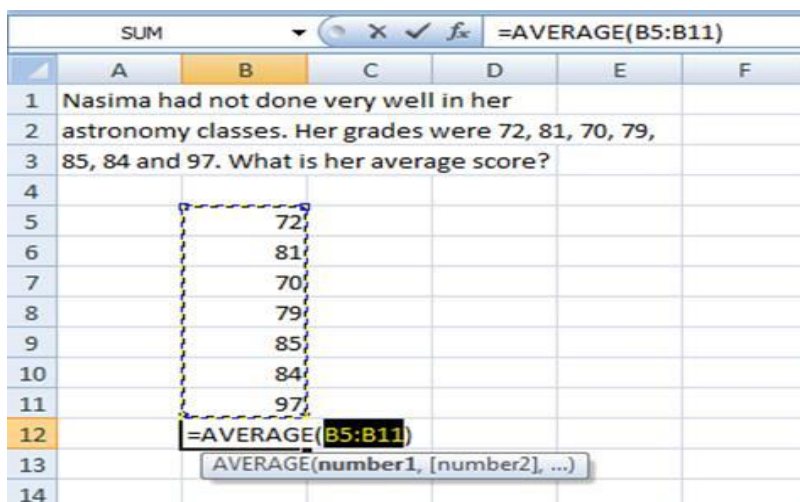 SUM fx =AVERAGE(B5:B11)
A B C D E F
1 Nasima had not done very well in her
2 astronomy classes. Her grades were 72, 81, 70, 79,
3 85, 84 and 97. What is her average score?
4
5 72
6 81
7 70
8 79
9 85
10 84
11 97
12 =AVERAGE(B5:B11)
13 AVERAGE(number1, [number2], ...)
14